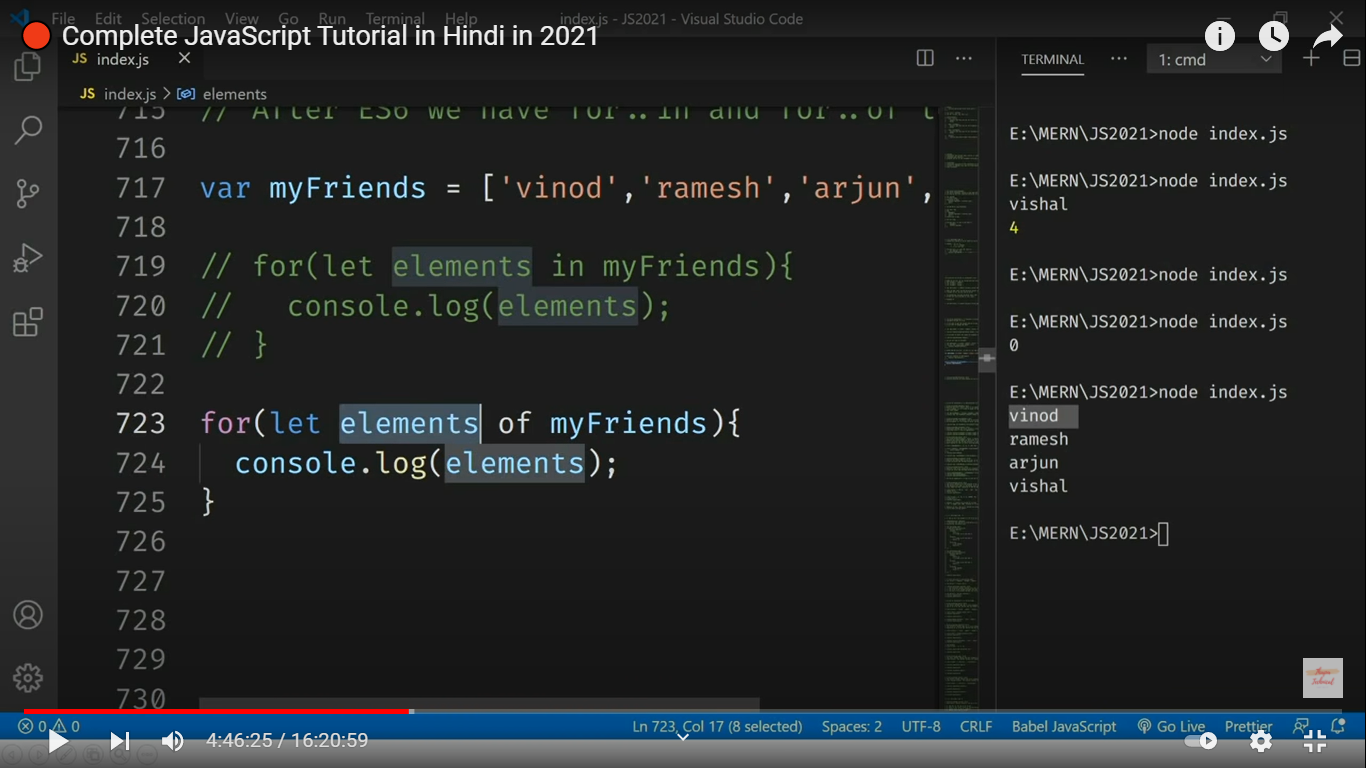 File Edit Selection View Go Run Terminal Help index.js - JS2021 - Visual Studio Code
Complete JavaScript Tutorial in Hindi in 2021
JS index.js
JS index.js > elements
715 // After ES6 we have for..in and for..of
716
717 var myFriends = ['vinod','ramesh','arjun',
718
719 // for(let elements in myFriends){
720 //   console.log(elements);
721 // }
722
723 for(let elements of myFriends){
724   console.log(elements);
725 }
726
727
728
729
730
TERMINAL ... 1: cmd
E:\MERN\JS2021>node index.js
E:\MERN\JS2021>node index.js
vishal
4
E:\MERN\JS2021>node index.js
E:\MERN\JS2021>node index.js
0
E:\MERN\JS2021>node index.js
vinod
ramesh
arjun
vishal
E:\MERN\JS2021>
0 0 Ln 723, Col 17 (8 selected) Spaces: 2 UTF-8 CRLF Babel JavaScript Go Live Prettier
4:46:25 / 16:20:59